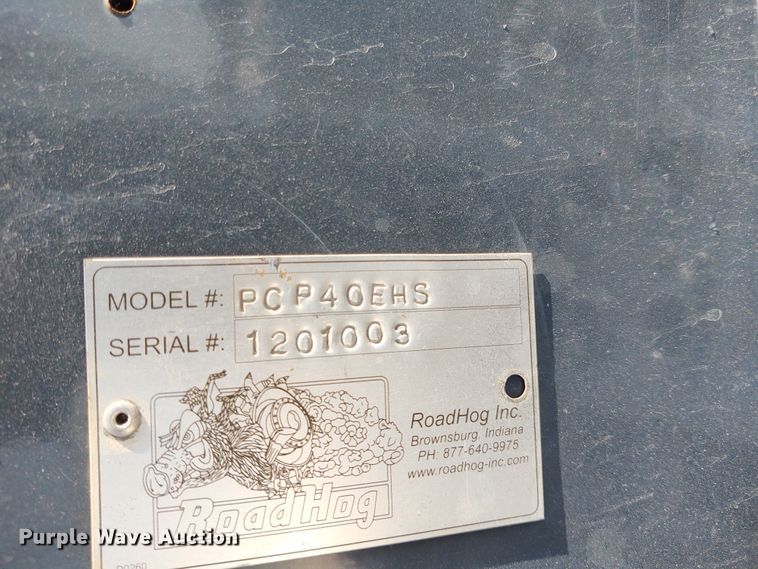 MODEL #: PCP40EHS
SERIAL #: 1201003
RoadHog Inc.
Brownsburg, Indiana
PH: 877-640-9975
www.roadhog-inc.com
RoadHog
Purple Wave Auction